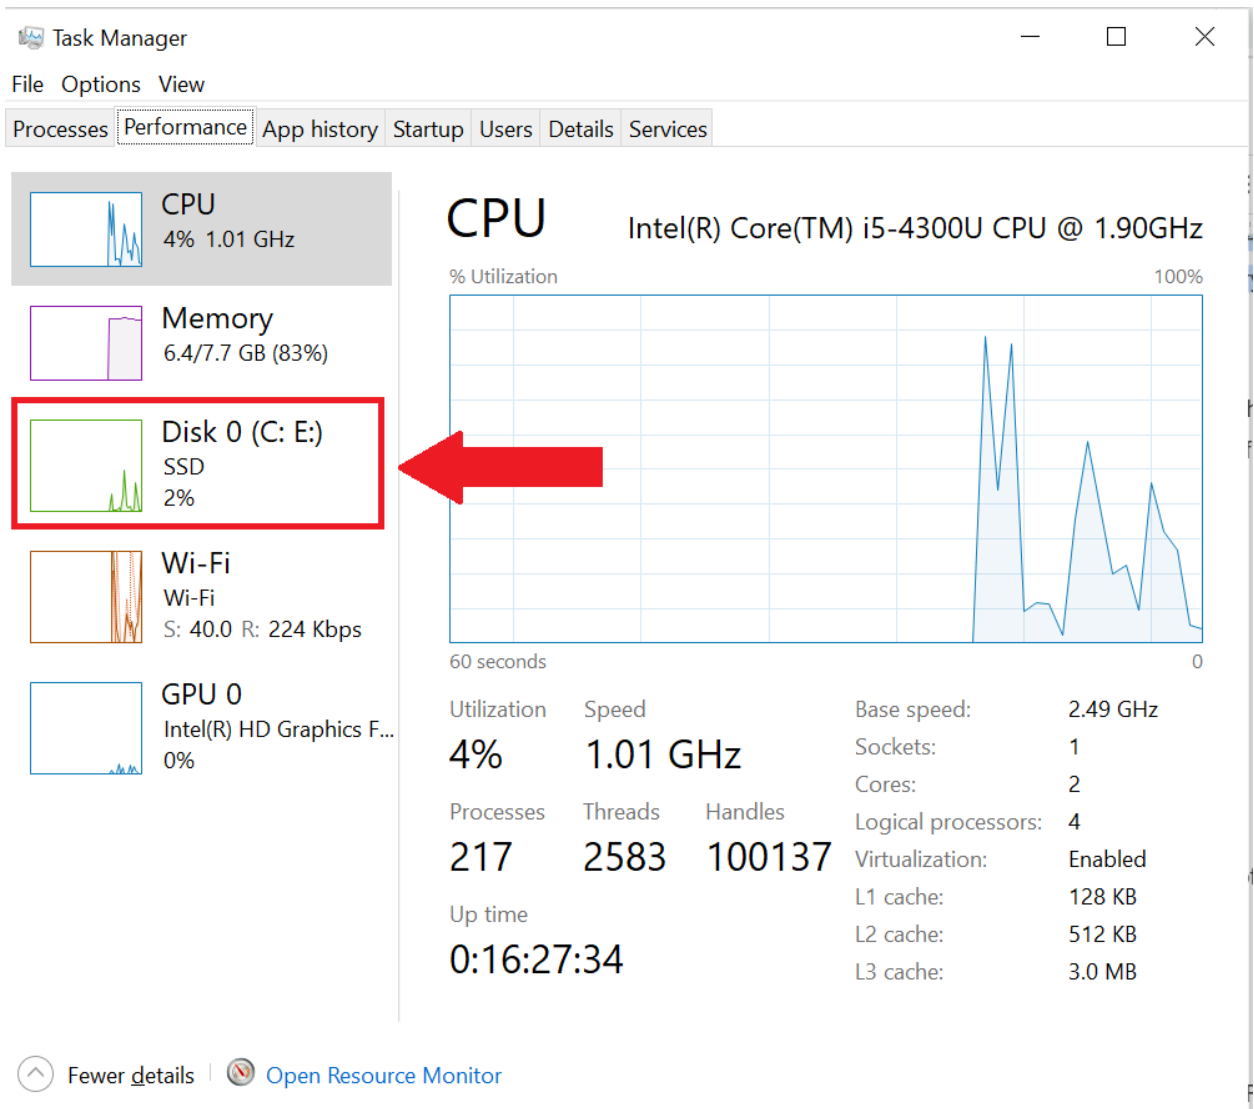 Task Manager
File Options View
Processes Performance App history Startup Users Details Services
CPU
4% 1.01 GHz
Memory
6.4/7.7 GB (83%)
Disk 0 (C: E:)
SSD
2%
Wi-Fi
Wi-Fi
S: 40.0 R: 224 Kbps
GPU 0
Intel(R) HD Graphics F...
0%
CPU Intel(R) Core(TM) i5-4300U CPU @ 1.90GHz
% Utilization 100%
60 seconds 0
Utilization Speed
4% 1.01 GHz
Processes Threads Handles
217 2583 100137
Up time
0:16:27:34
Base speed: 2.49 GHz
Sockets: 1
Cores: 2
Logical processors: 4
Virtualization: Enabled
L1 cache: 128 KB
L2 cache: 512 KB
L3 cache: 3.0 MB
Fewer details Open Resource Monitor